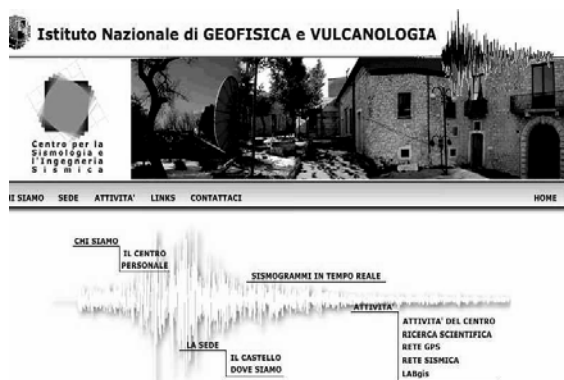 Istituto Nazionale di GEOFISICA e VULCANOLOGIA
Centro per la
Sismologia e
l'Ingegneria
Sismica
SIAMO SEDE ATTIVITA' LINKS CONTATTACI HOME
CHI SIAMO
IL CENTRO
PERSONALE
SISMOGRAMMI IN TEMPO REALE
ATTIVITA'
ATTIVITA' DEL CENTRO
RICERCA SCIENTIFICA
RETE GPS
RETE SISMICA
LABgis
LA SEDE
IL CASTELLO
DOVE SIAMO